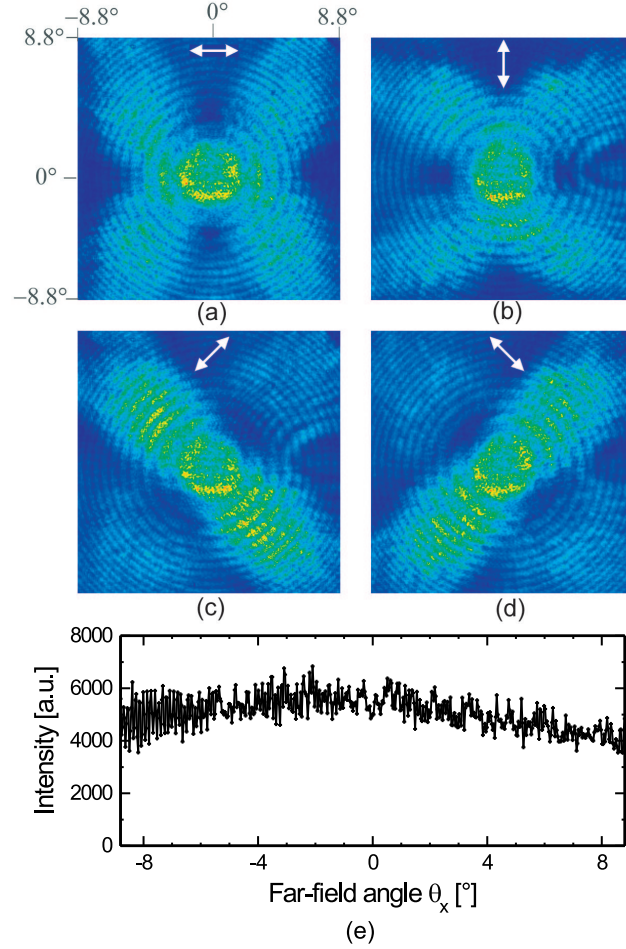 −8.8° 0° 8.8°
8.8°
0°
−8.8°
(a) (b)
(c) (d)
8000
6000
4000
2000
0
Intensity [a.u.]
-8 -4 0 4 8
Far-field angle θx [°]
(e)